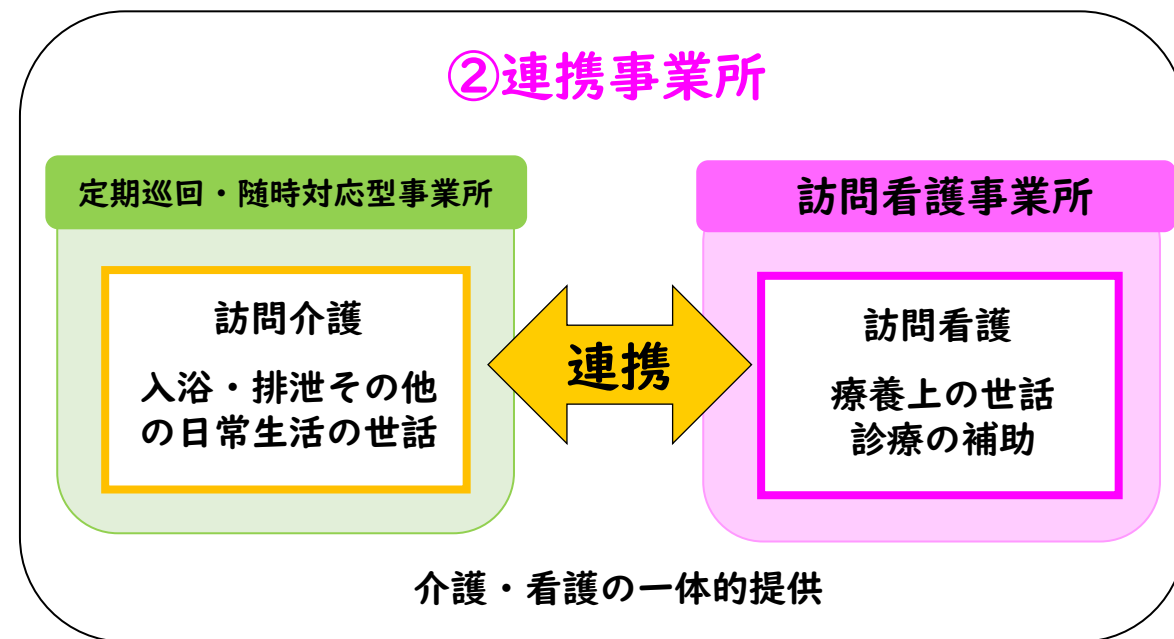 ②連携事業所
定期巡回・随時対応型事業所
訪問介護
入浴・排泄その他
の日常生活の世話
連携
訪問看護事業所
訪問看護
療養上の世話
診療の補助
介護・看護の一体的提供